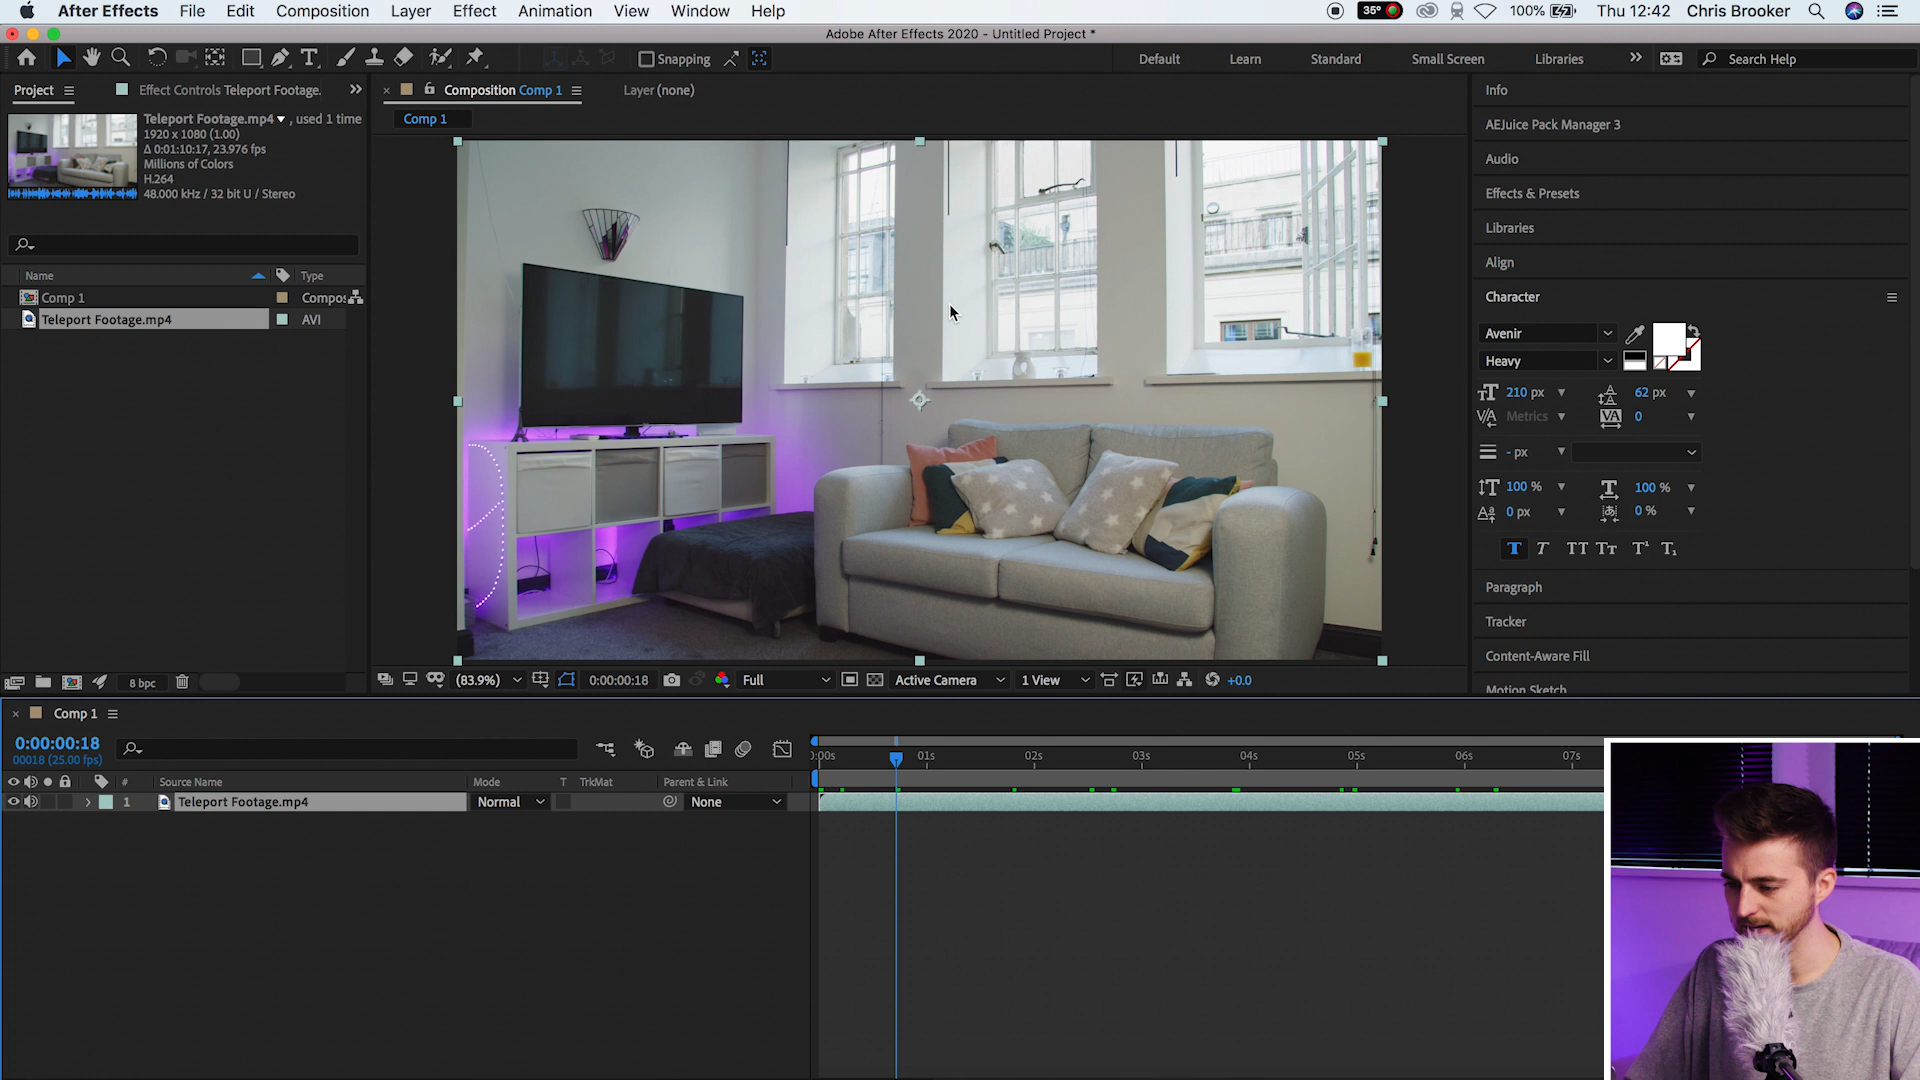 After Effects File Edit Composition Layer Effect Animation View Window Help 35° 100% Thu 12:42 Chris Brooker
Adobe After Effects 2020 - Untitled Project *
Snapping Default Learn Standard Small Screen Libraries Search Help
Project Effect Controls Teleport Footage. Composition Comp 1 Layer (none)
Comp 1
Teleport Footage.mp4 , used 1 time
1920 x 1080 (1.00)
Δ 0:01:10:17, 23.976 fps
Millions of Colors
H.264
48.000 kHz / 32 bit U / Stereo
Name Type
Comp 1 Compos
Teleport Footage.mp4 AVI
8 bpc
(83.9%) 0:00:00:18 Full Active Camera 1 View +0.0
Info
AEJuice Pack Manager 3
Audio
Effects & Presets
Libraries
Align
Character
Avenir
Heavy
210 px 62 px
Metrics 0
- px
100 % 100 %
0 px 0 %
T T TT Tt T¹ T₁
Paragraph
Tracker
Content-Aware Fill
Motion Sketch
Comp 1
0:00:00:18
00018 (25.00 fps)
# Source Name Mode T TrkMat Parent & Link
1 Teleport Footage.mp4 Normal None
0:00s 01s 02s 03s 04s 05s 06s 07s